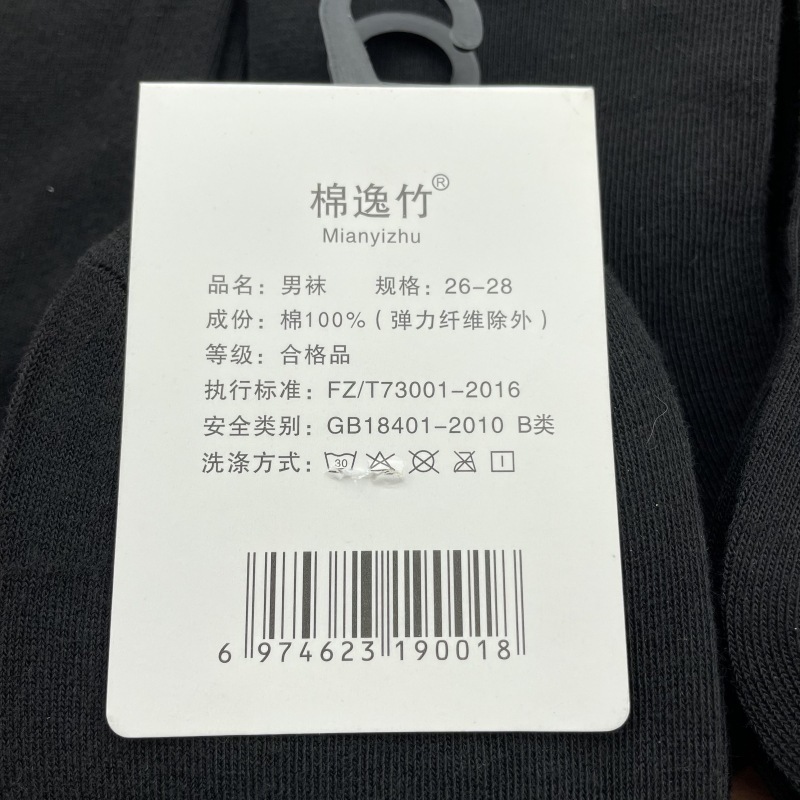 棉逸竹®
Mianyizhu
品名：男袜 规格：26-28
成份：棉100%（弹力纤维除外）
等级：合格品
执行标准：FZ/T73001-2016
安全类别：GB18401-2010 B类
洗涤方式：30
6 974623 190018